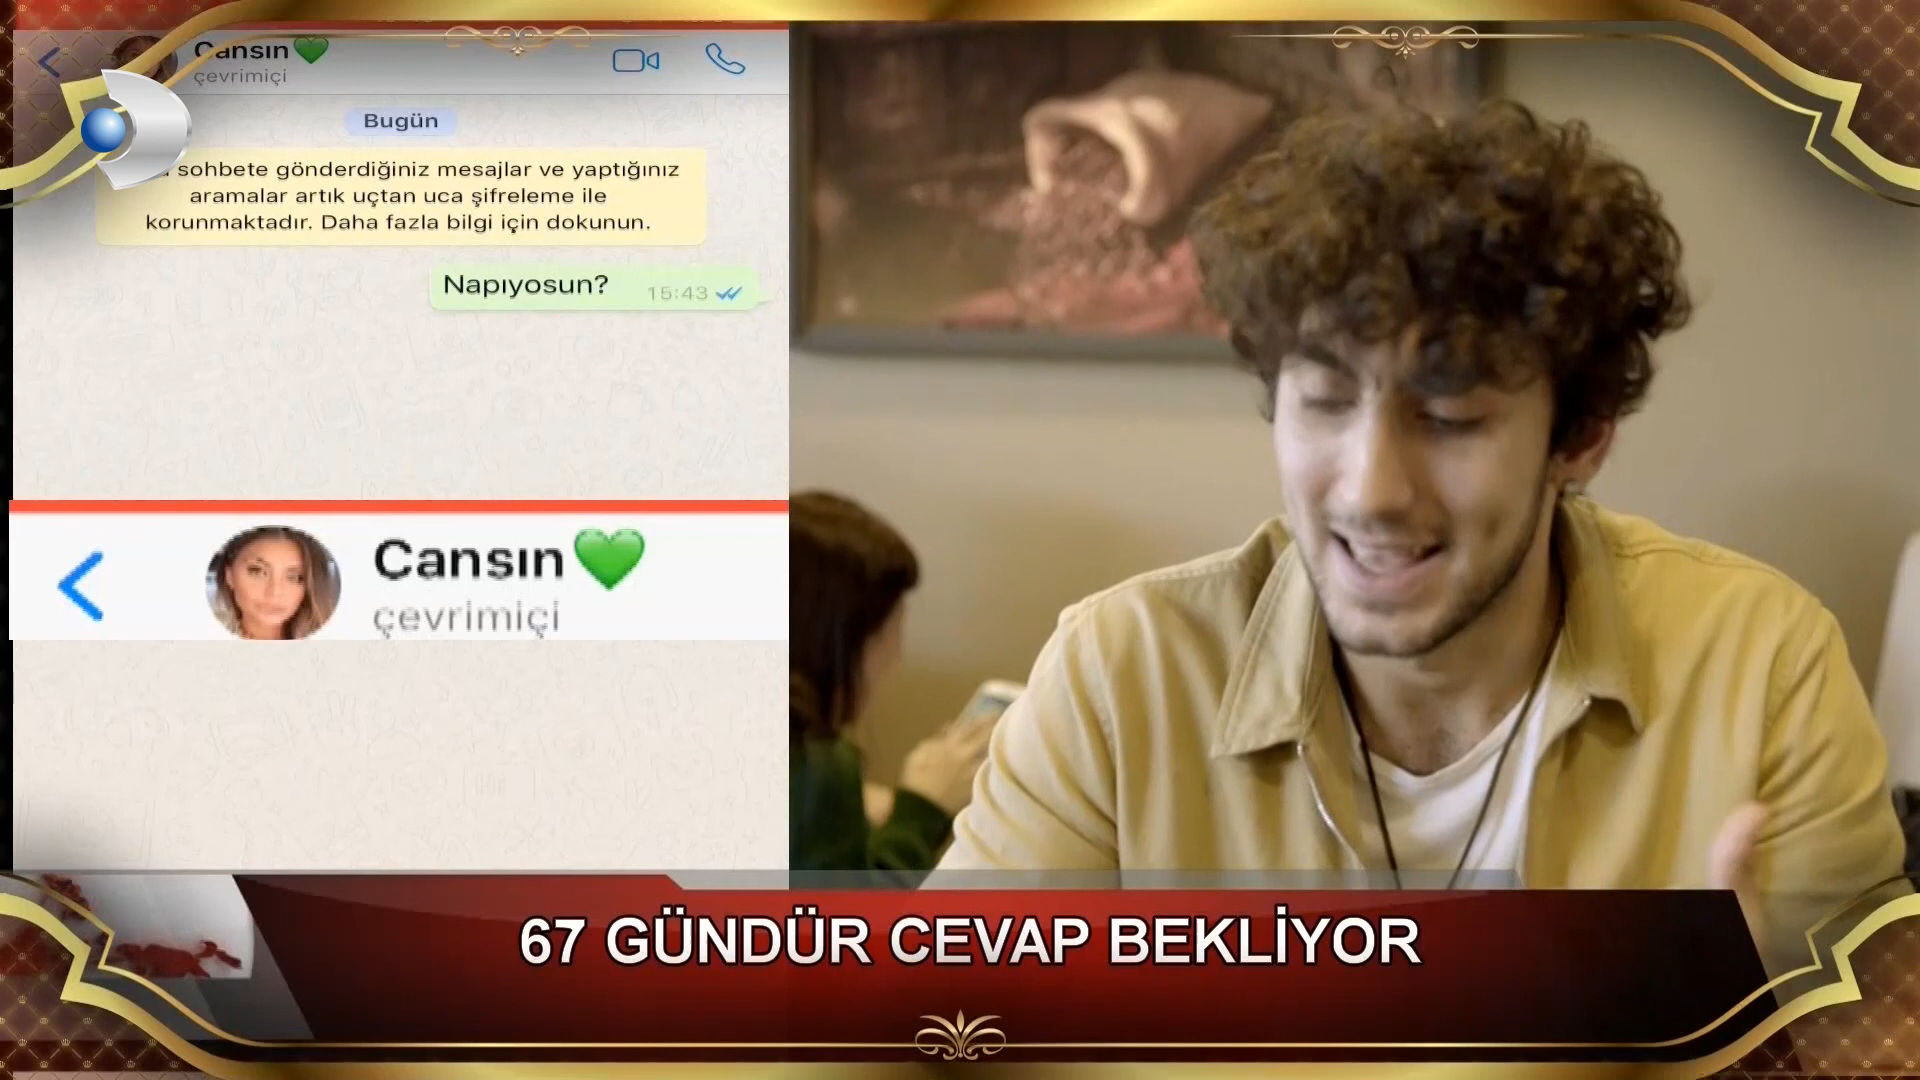 Cansın💚
çevrimiçi
Bugün
sohbete gönderdiğiniz mesajlar ve yaptığınız
aramalar artık uçtan uca şifreleme ile
korunmaktadır. Daha fazla bilgi için dokunun.
Napıyosun? 15:43
Cansın💚
çevrimiçi
67 GÜNDÜR CEVAP BEKLİYOR